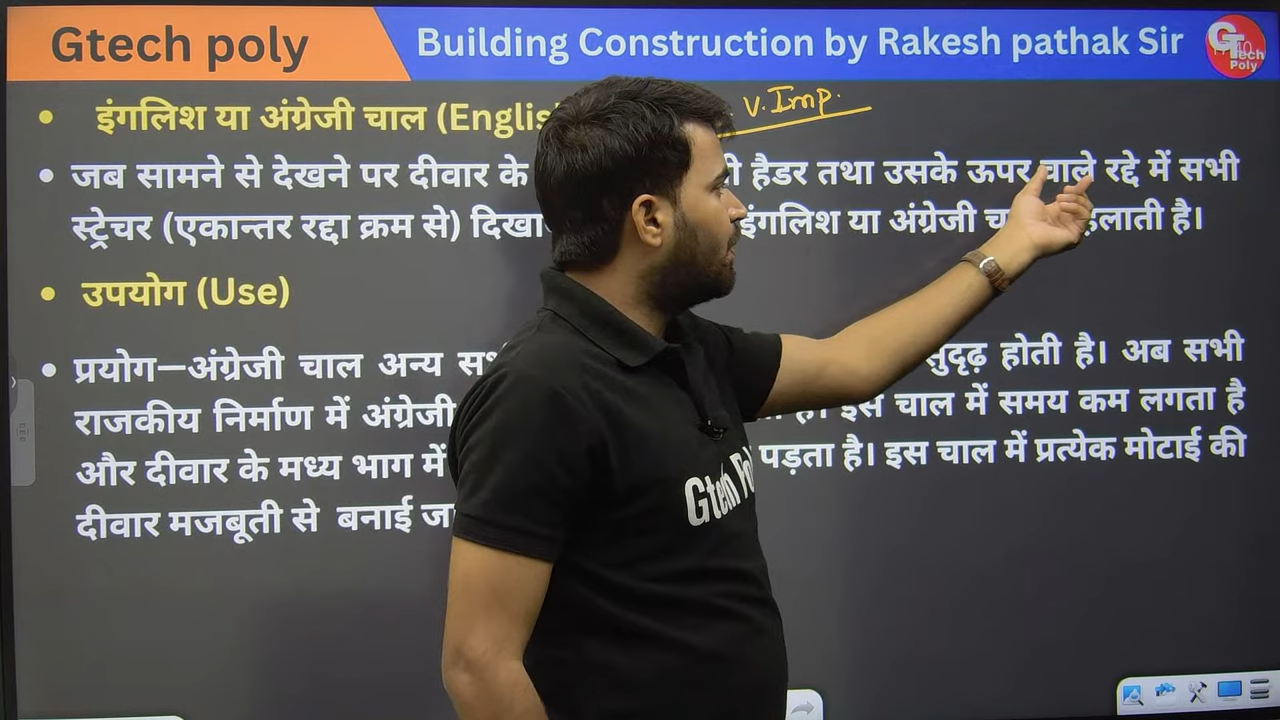 Gtech poly
Building Construction by Rakesh pathak Sir
GT Tech Poly
• इंगलिश या अंग्रेजी चाल (Englis
V. Imp.
• जब सामने से देखने पर दीवार के हैडर तथा उसके ऊपर वाले रद्दे में सभी
स्ट्रेचर (एकान्तर रद्दा क्रम से) इंगलिश या अंग्रेजी है।
• उपयोग (Use)
• प्रयोग—अंग्रेजी चाल अन्य सुदृढ़ होती है। अब सभी
राजकीय निर्माण में अंग्रेजी है। इस चाल में समय कम लगता है
और दीवार के मध्य भाग में पड़ता है। इस चाल में प्रत्येक मोटाई की
दीवार मजबूती से बनाई
Gtech